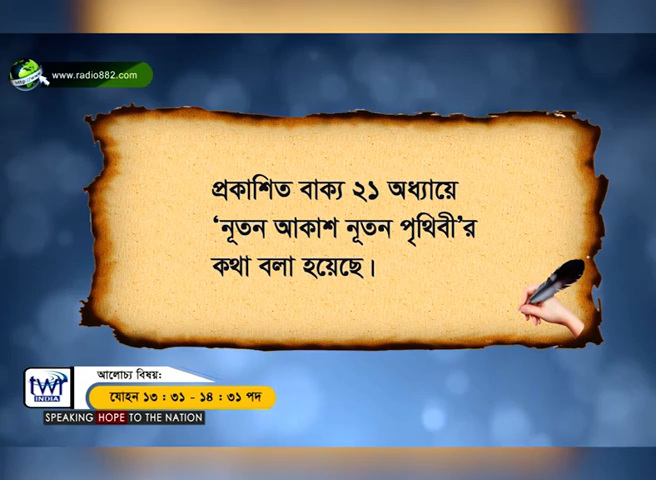 www.radio882.com
প্রকাশিত বাক্য ২১ অধ্যায়ে
‘নূতন আকাশ নূতন পৃথিবী’র
কথা বলা হয়েছে।
আলোচ্য বিষয়:
twr
INDIA
যোহন ১৩ : ৩১ - ১৪ : ৩১ পদ
SPEAKING HOPE TO THE NATION